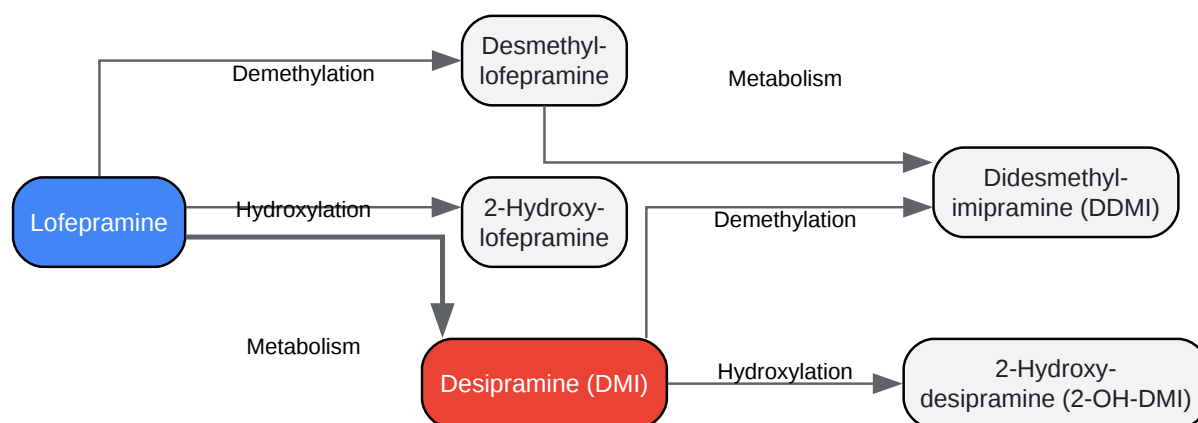 Desmethyl-
lofepramine
Demethylation
Metabolism
Lofepramine
Hydroxylation
2-Hydroxy-
lofepramine
Didesmethyl-
imipramine (DDMI)
Demethylation
Metabolism
Desipramine (DMI)
Hydroxylation
2-Hydroxy-
desipramine (2-OH-DMI)